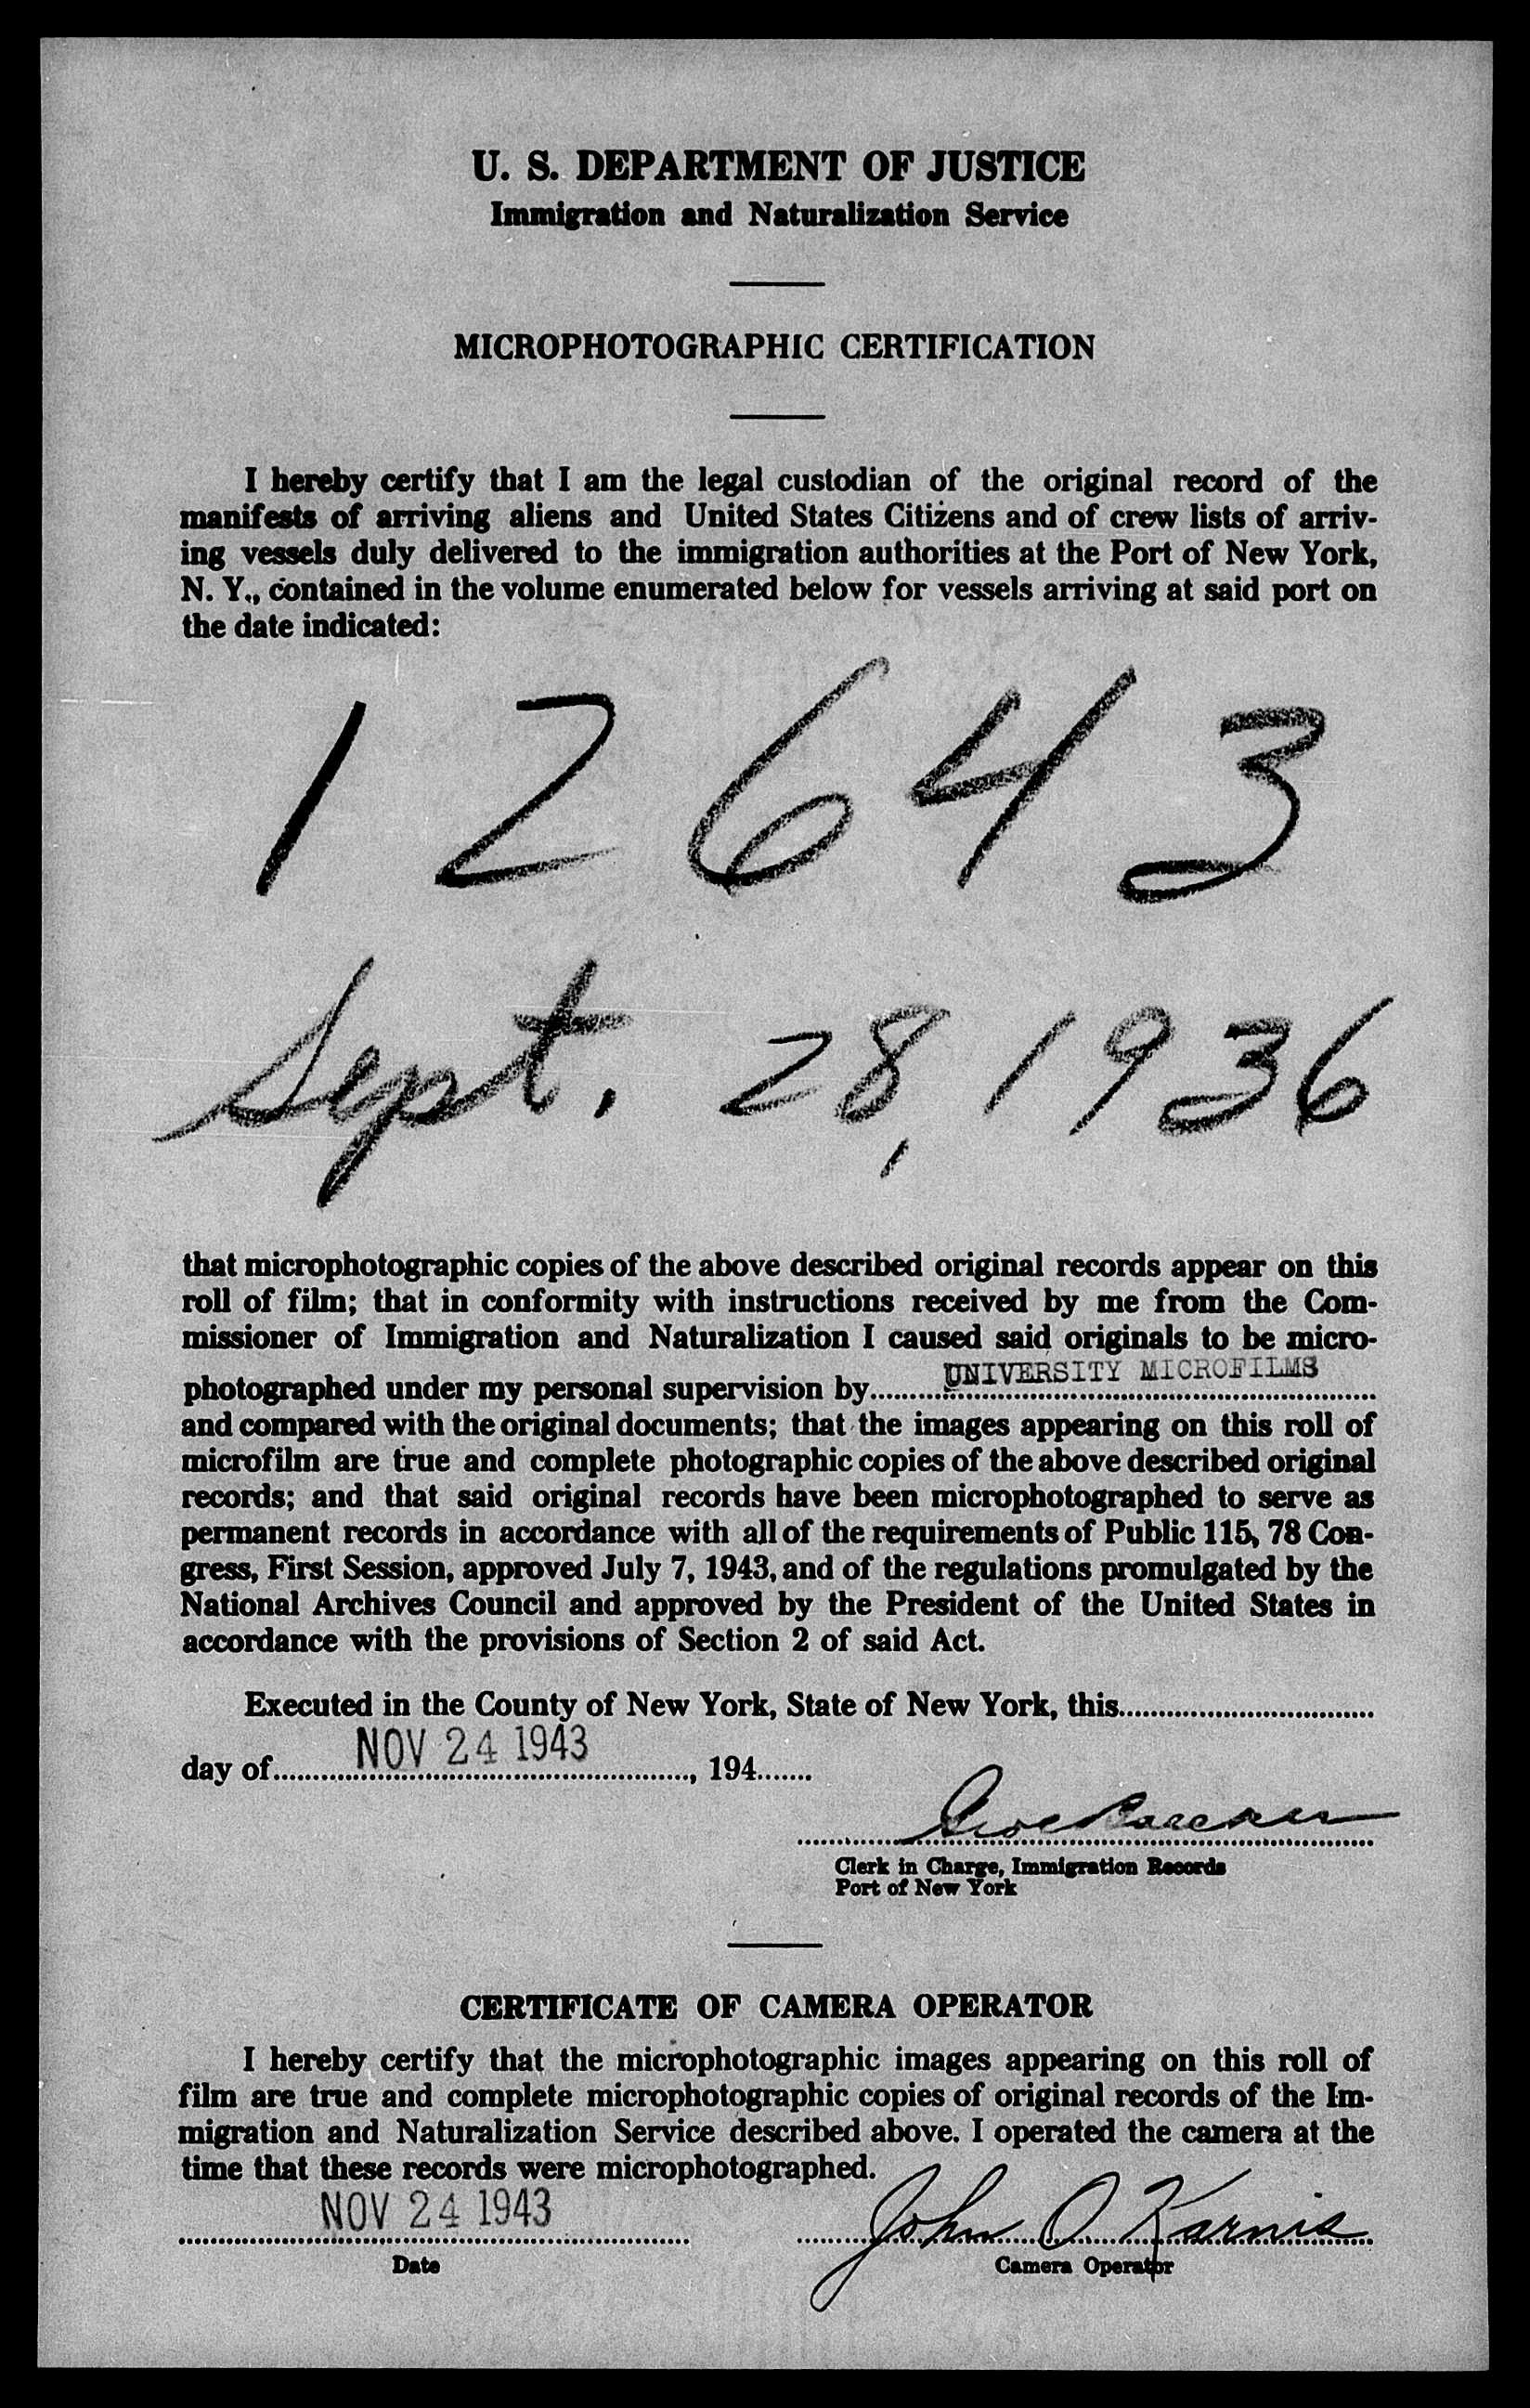 U. S. DEPARTMENT OF JUSTICE
Immigration and Naturalization Service
MICROPHOTOGRAPHIC CERTIFICATION
I hereby certify that I am the legal custodian of the original record of the
manifests of arriving aliens and United States Citizens and of crew lists of arriv-
ing vessels duly delivered to the immigration authorities at the Port of New York,
N. Y., contained in the volume enumerated below for vessels arriving at said port on
the date indicated:
12643
Sept. 28, 1936
that microphotographic copies of the above described original records appear on this
roll of film; that in conformity with instructions received by me from the Com-
missioner of Immigration and Naturalization I caused said originals to be micro-
photographed under my personal supervision by UNIVERSITY MICROFILMS
and compared with the original documents; that the images appearing on this roll of
microfilm are true and complete photographic copies of the above described original
records; and that said original records have been microphotographed to serve as
permanent records in accordance with all of the requirements of Public 115, 78 Con-
gress, First Session, approved July 7, 1943, and of the regulations promulgated by the
National Archives Council and approved by the President of the United States in
accordance with the provisions of Section 2 of said Act.
Executed in the County of New York, State of New York, this
day of NOV 24 1943, 194
Clerk in Charge, Immigration Records
Port of New York
CERTIFICATE OF CAMERA OPERATOR
I hereby certify that the microphotographic images appearing on this roll of
film are true and complete microphotographic copies of original records of the Im-
migration and Naturalization Service described above. I operated the camera at the
time that these records were microphotographed.
NOV 24 1943 John O Karnis
Date Camera Operator